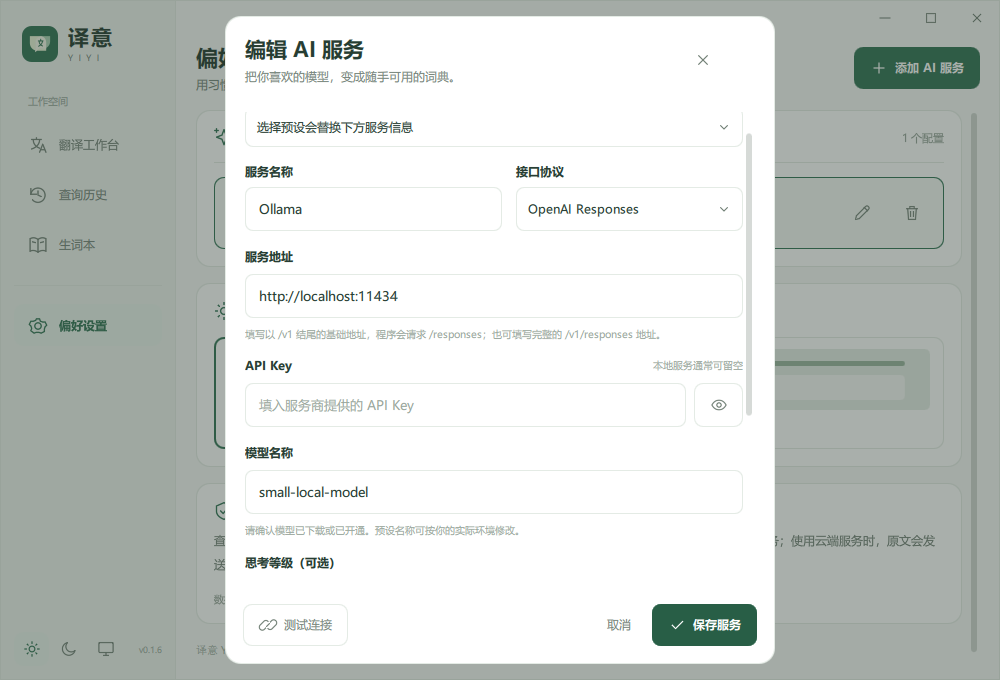 译意
YIYI
工作空间
翻译工作台
查询历史
生词本
偏好设置
v0.1.6
添加 AI 服务
1 个配置
编辑 AI 服务
把你喜欢的模型，变成随手可用的词典。
选择预设会替换下方服务信息
服务名称
接口协议
Ollama
OpenAI Responses
服务地址
http://localhost:11434
填写以 /v1 结尾的基础地址，程序会请求 /responses；也可填写完整的 /v1/responses 地址。
API Key
本地服务通常可留空
填入服务商提供的 API Key
模型名称
small-local-model
请确认模型已下载或已开通。预设名称可按你的实际环境修改。
思考等级（可选）
测试连接
取消
保存服务
；使用云端服务时，原文会发
送
译意